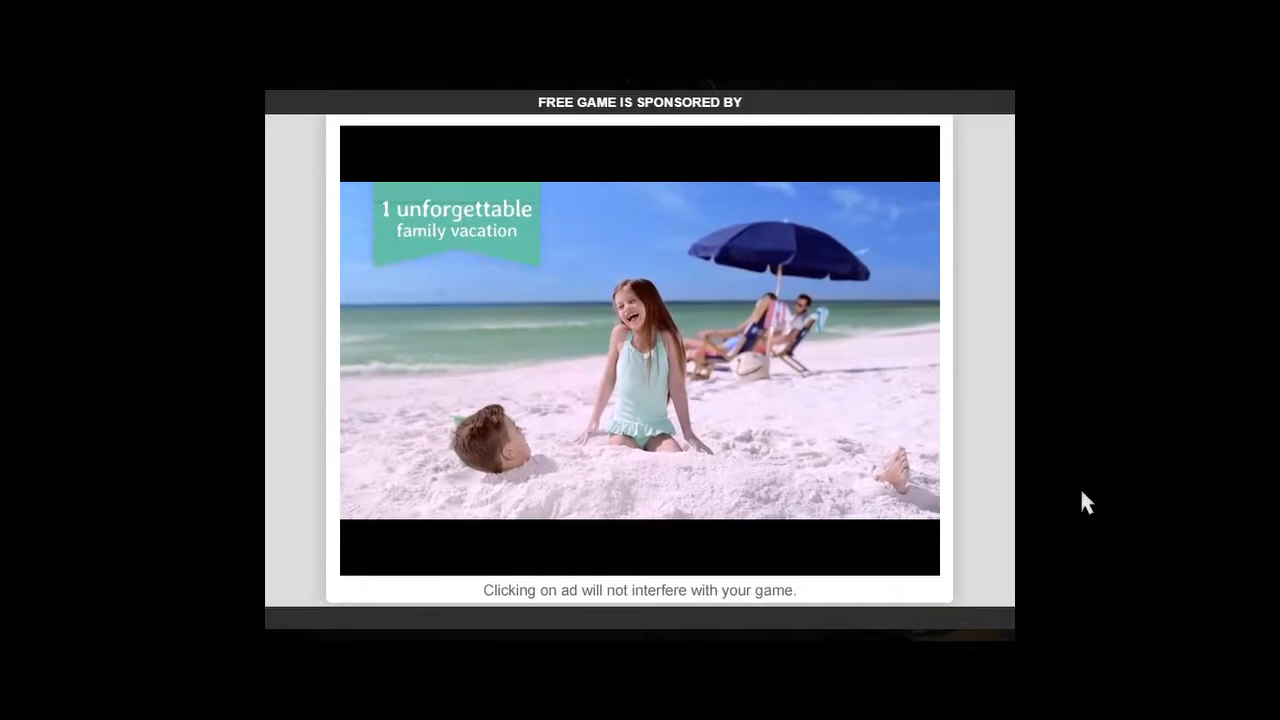 FREE GAME IS SPONSORED BY
1 unforgettable
family vacation
Clicking on ad will not interfere with your game.